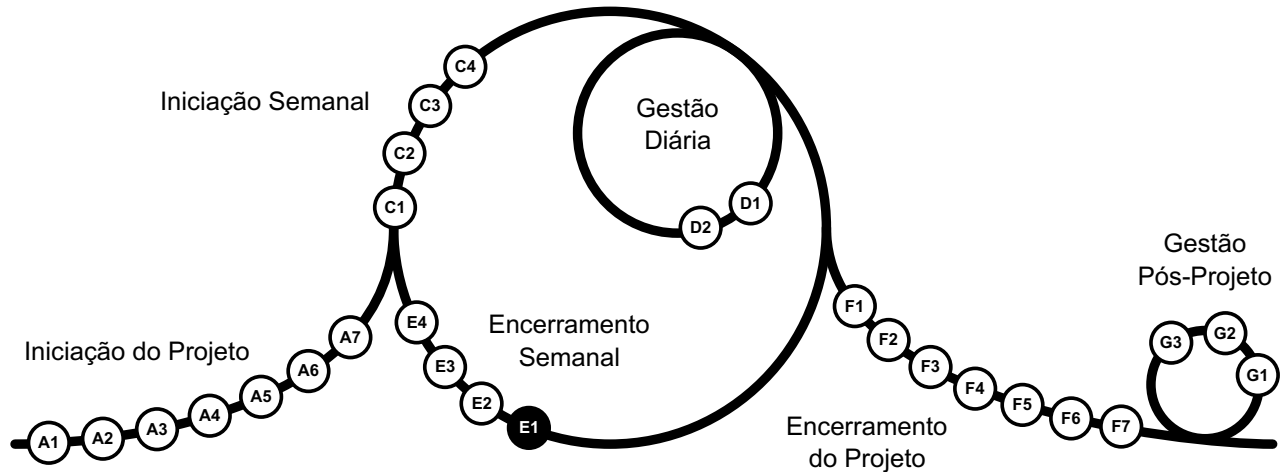 Iniciação do Projeto
A1
A2
A3
A4
A5
A6
A7
Iniciação Semanal
C1
C2
C3
C4
Gestão
Diária
D1
D2
Encerramento
Semanal
E1
E2
E3
E4
Encerramento
do Projeto
F1
F2
F3
F4
F5
F6
F7
Gestão
Pós-Projeto
G1
G2
G3